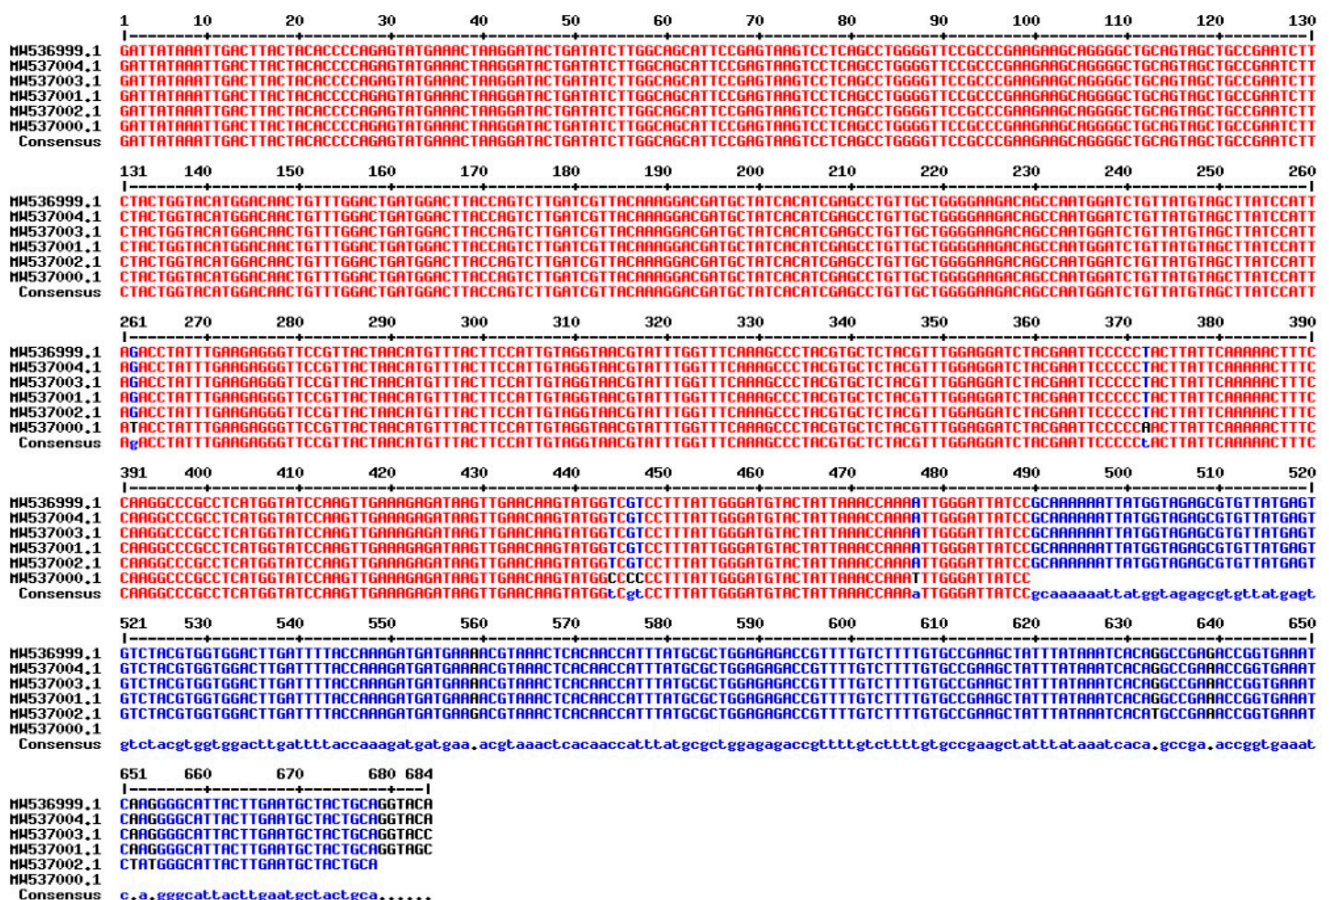 1 10 20 30 40 50 60 70 80 90 100 110 120 130
MW536999.1 GATTATAAATTGACTTACTACACCCCAGAGTATGAAACTAAGGATACTGATATCTTGGCAGCATTCCGAGTAAGTCCTCAGCCTGGGGTTCCGCCCGAAGAAGCAGGGGCTGCAGTAGCTGCCGAATCTT
MW537004.1 GATTATAAATTGACTTACTACACCCCAGAGTATGAAACTAAGGATACTGATATCTTGGCAGCATTCCGAGTAAGTCCTCAGCCTGGGGTTCCGCCCGAAGAAGCAGGGGCTGCAGTAGCTGCCGAATCTT
MW537003.1 GATTATAAATTGACTTACTACACCCCAGAGTATGAAACTAAGGATACTGATATCTTGGCAGCATTCCGAGTAAGTCCTCAGCCTGGGGTTCCGCCCGAAGAAGCAGGGGCTGCAGTAGCTGCCGAATCTT
MW537001.1 GATTATAAATTGACTTACTACACCCCAGAGTATGAAACTAAGGATACTGATATCTTGGCAGCATTCCGAGTAAGTCCTCAGCCTGGGGTTCCGCCCGAAGAAGCAGGGGCTGCAGTAGCTGCCGAATCTT
MW537002.1 GATTATAAATTGACTTACTACACCCCAGAGTATGAAACTAAGGATACTGATATCTTGGCAGCATTCCGAGTAAGTCCTCAGCCTGGGGTTCCGCCCGAAGAAGCAGGGGCTGCAGTAGCTGCCGAATCTT
MW537000.1 GATTATAAATTGACTTACTACACCCCAGAGTATGAAACTAAGGATACTGATATCTTGGCAGCATTCCGAGTAAGTCCTCAGCCTGGGGTTCCGCCCGAAGAAGCAGGGGCTGCAGTAGCTGCCGAATCTT
Consensus GATTATAAATTGACTTACTACACCCCAGAGTATGAAACTAAGGATACTGATATCTTGGCAGCATTCCGAGTAAGTCCTCAGCCTGGGGTTCCGCCCGAAGAAGCAGGGGCTGCAGTAGCTGCCGAATCTT
131 140 150 160 170 180 190 200 210 220 230 240 250 260
MW536999.1 CTACTGGTACATGGACAACTGTTTGGACTGATGGACTTACCAGTCTTGATCGTTACAAAGGACGATGCTATCACATCGAGCCTGTTGCTGGGGAAGACAGCCAATGGATCTGTTATGTAGCTTATCCATT
MW537004.1 CTACTGGTACATGGACAACTGTTTGGACTGATGGACTTACCAGTCTTGATCGTTACAAAGGACGATGCTATCACATCGAGCCTGTTGCTGGGGAAGACAGCCAATGGATCTGTTATGTAGCTTATCCATT
MW537003.1 CTACTGGTACATGGACAACTGTTTGGACTGATGGACTTACCAGTCTTGATCGTTACAAAGGACGATGCTATCACATCGAGCCTGTTGCTGGGGAAGACAGCCAATGGATCTGTTATGTAGCTTATCCATT
MW537001.1 CTACTGGTACATGGACAACTGTTTGGACTGATGGACTTACCAGTCTTGATCGTTACAAAGGACGATGCTATCACATCGAGCCTGTTGCTGGGGAAGACAGCCAATGGATCTGTTATGTAGCTTATCCATT
MW537002.1 CTACTGGTACATGGACAACTGTTTGGACTGATGGACTTACCAGTCTTGATCGTTACAAAGGACGATGCTATCACATCGAGCCTGTTGCTGGGGAAGACAGCCAATGGATCTGTTATGTAGCTTATCCATT
MW537000.1 CTACTGGTACATGGACAACTGTTTGGACTGATGGACTTACCAGTCTTGATCGTTACAAAGGACGATGCTATCACATCGAGCCTGTTGCTGGGGAAGACAGCCAATGGATCTGTTATGTAGCTTATCCATT
Consensus CTACTGGTACATGGACAACTGTTTGGACTGATGGACTTACCAGTCTTGATCGTTACAAAGGACGATGCTATCACATCGAGCCTGTTGCTGGGGAAGACAGCCAATGGATCTGTTATGTAGCTTATCCATT
261 270 280 290 300 310 320 330 340 350 360 370 380 390
MW536999.1 AGACCTATTTGAAGAGGGTTCCGTTACTAACATGTTTACTTCCATTGTAGGTAACGTATTTGGTTTCAAAGCCCTACGTGCTCTACGTTTGGAGGATCTACGAATTCCCCCTACTTATTCAAAAACTTTC
MW537004.1 AGACCTATTTGAAGAGGGTTCCGTTACTAACATGTTTACTTCCATTGTAGGTAACGTATTTGGTTTCAAAGCCCTACGTGCTCTACGTTTGGAGGATCTACGAATTCCCCCTACTTATTCAAAAACTTTC
MW537003.1 AGACCTATTTGAAGAGGGTTCCGTTACTAACATGTTTACTTCCATTGTAGGTAACGTATTTGGTTTCAAAGCCCTACGTGCTCTACGTTTGGAGGATCTACGAATTCCCCCTACTTATTCAAAAACTTTC
MW537001.1 AGACCTATTTGAAGAGGGTTCCGTTACTAACATGTTTACTTCCATTGTAGGTAACGTATTTGGTTTCAAAGCCCTACGTGCTCTACGTTTGGAGGATCTACGAATTCCCCCTACTTATTCAAAAACTTTC
MW537002.1 AGACCTATTTGAAGAGGGTTCCGTTACTAACATGTTTACTTCCATTGTAGGTAACGTATTTGGTTTCAAAGCCCTACGTGCTCTACGTTTGGAGGATCTACGAATTCCCCCTACTTATTCAAAAACTTTC
MW537000.1 ATACCTATTTGAAGAGGGTTCCGTTACTAACATGTTTACTTCCATTGTAGGTAACGTATTTGGTTTCAAAGCCCTACGTGCTCTACGTTTGGAGGATCTACGAATTCCCCCAACTTATTCAAAAACTTTC
Consensus AgACCTATTTGAAGAGGGTTCCGTTACTAACATGTTTACTTCCATTGTAGGTAACGTATTTGGTTTCAAAGCCCTACGTGCTCTACGTTTGGAGGATCTACGAATTCCCCCtACTTATTCAAAAACTTTC
391 400 410 420 430 440 450 460 470 480 490 500 510 520
MW536999.1 CAAGGCCCGCCTCATGGTATCCAAGTTGAAAGAGATAAGTTGAACAAGTATGGTCGTCCTTTATTGGGATGTACTATTAAACCAAAATTGGGATTATCCGCAAAAAATTATGGTAGAGCGTGTTATGAGT
MW537004.1 CAAGGCCCGCCTCATGGTATCCAAGTTGAAAGAGATAAGTTGAACAAGTATGGTCGTCCTTTATTGGGATGTACTATTAAACCAAAATTGGGATTATCCGCAAAAAATTATGGTAGAGCGTGTTATGAGT
MW537003.1 CAAGGCCCGCCTCATGGTATCCAAGTTGAAAGAGATAAGTTGAACAAGTATGGTCGTCCTTTATTGGGATGTACTATTAAACCAAAATTGGGATTATCCGCAAAAAATTATGGTAGAGCGTGTTATGAGT
MW537001.1 CAAGGCCCGCCTCATGGTATCCAAGTTGAAAGAGATAAGTTGAACAAGTATGGTCGTCCTTTATTGGGATGTACTATTAAACCAAAATTGGGATTATCCGCAAAAAATTATGGTAGAGCGTGTTATGAGT
MW537002.1 CAAGGCCCGCCTCATGGTATCCAAGTTGAAAGAGATAAGTTGAACAAGTATGGTCGTCCTTTATTGGGATGTACTATTAAACCAAAATTGGGATTATCCGCAAAAAATTATGGTAGAGCGTGTTATGAGT
MW537000.1 CAAGGCCCGCCTCATGGTATCCAAGTTGAAAGAGATAAGTTGAACAAGTATGGCCCCCCTTTATTGGGATGTACTATTAAACCAAATTTGGGATTATCC
Consensus CAAGGCCCGCCTCATGGTATCCAAGTTGAAAGAGATAAGTTGAACAAGTATGGtCgtCCTTTATTGGGATGTACTATTAAACCAAAaTTGGGATTATCCgcaaaaaattatggtagagcgtgttatgagt
521 530 540 550 560 570 580 590 600 610 620 630 640 650
MW536999.1 GTCTACGTGGTGGACTTGATTTTACCAAAGATGATGAAAACGTAAACTCACAACCATTTATGCGCTGGAGAGACCGTTTTGTCTTTTGTGCCGAAGCTATTTATAAATCACAGGCCGAGACCGGTGAAAT
MW537004.1 GTCTACGTGGTGGACTTGATTTTACCAAAGATGATGAAAACGTAAACTCACAACCATTTATGCGCTGGAGAGACCGTTTTGTCTTTTGTGCCGAAGCTATTTATAAATCACAGGCCGAAACCGGTGAAAT
MW537003.1 GTCTACGTGGTGGACTTGATTTTACCAAAGATGATGAAAACGTAAACTCACAACCATTTATGCGCTGGAGAGACCGTTTTGTCTTTTGTGCCGAAGCTATTTATAAATCACAGGCCGAAACCGGTGAAAT
MW537001.1 GTCTACGTGGTGGACTTGATTTTACCAAAGATGATGAAAACGTAAACTCACAACCATTTATGCGCTGGAGAGACCGTTTTGTCTTTTGTGCCGAAGCTATTTATAAATCACAGGCCGAAACCGGTGAAAT
MW537002.1 GTCTACGTGGTGGACTTGATTTTACCAAAGATGATGAAGACGTAAACTCACAACCATTTATGCGCTGGAGAGACCGTTTTGTCTTTTGTGCCGAAGCTATTTATAAATCACATGCCGAAACCGGTGAAAT
MW537000.1
Consensus gtctacgtggtggacttgattttaccaaagatgatgaa.acgtaaactcacaaccatttatgcgctggagagaccgttttgtcttttgtgccgaagctatttataaatcaca.gccga.accggtgaaat
651 660 670 680 684
MW536999.1 CAAGGGGCATTACTTGAATGCTACTGCAGGTACA
MW537004.1 CAAGGGGCATTACTTGAATGCTACTGCAGGTACA
MW537003.1 CAAGGGGCATTACTTGAATGCTACTGCAGGTACC
MW537001.1 CAAGGGGCATTACTTGAATGCTACTGCAGGTAGC
MW537002.1 CTATGGGCATTACTTGAATGCTACTGCA
MW537000.1
Consensus c.a.gggcattacttgaatgctactgca......